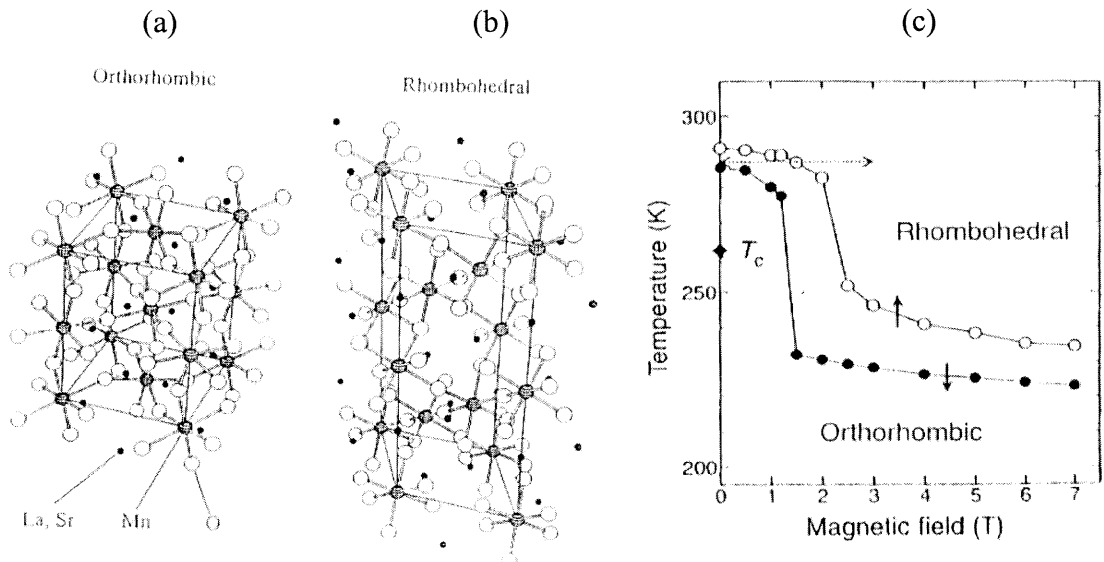 (a)
(b)
(c)
Orthorhombic
Rhombohedral
La, Sr
Mn
O
300
250
200
Temperature (K)
T_c
Rhombohedral
Orthorhombic
0 1 2 3 4 5 6 7
Magnetic field (T)